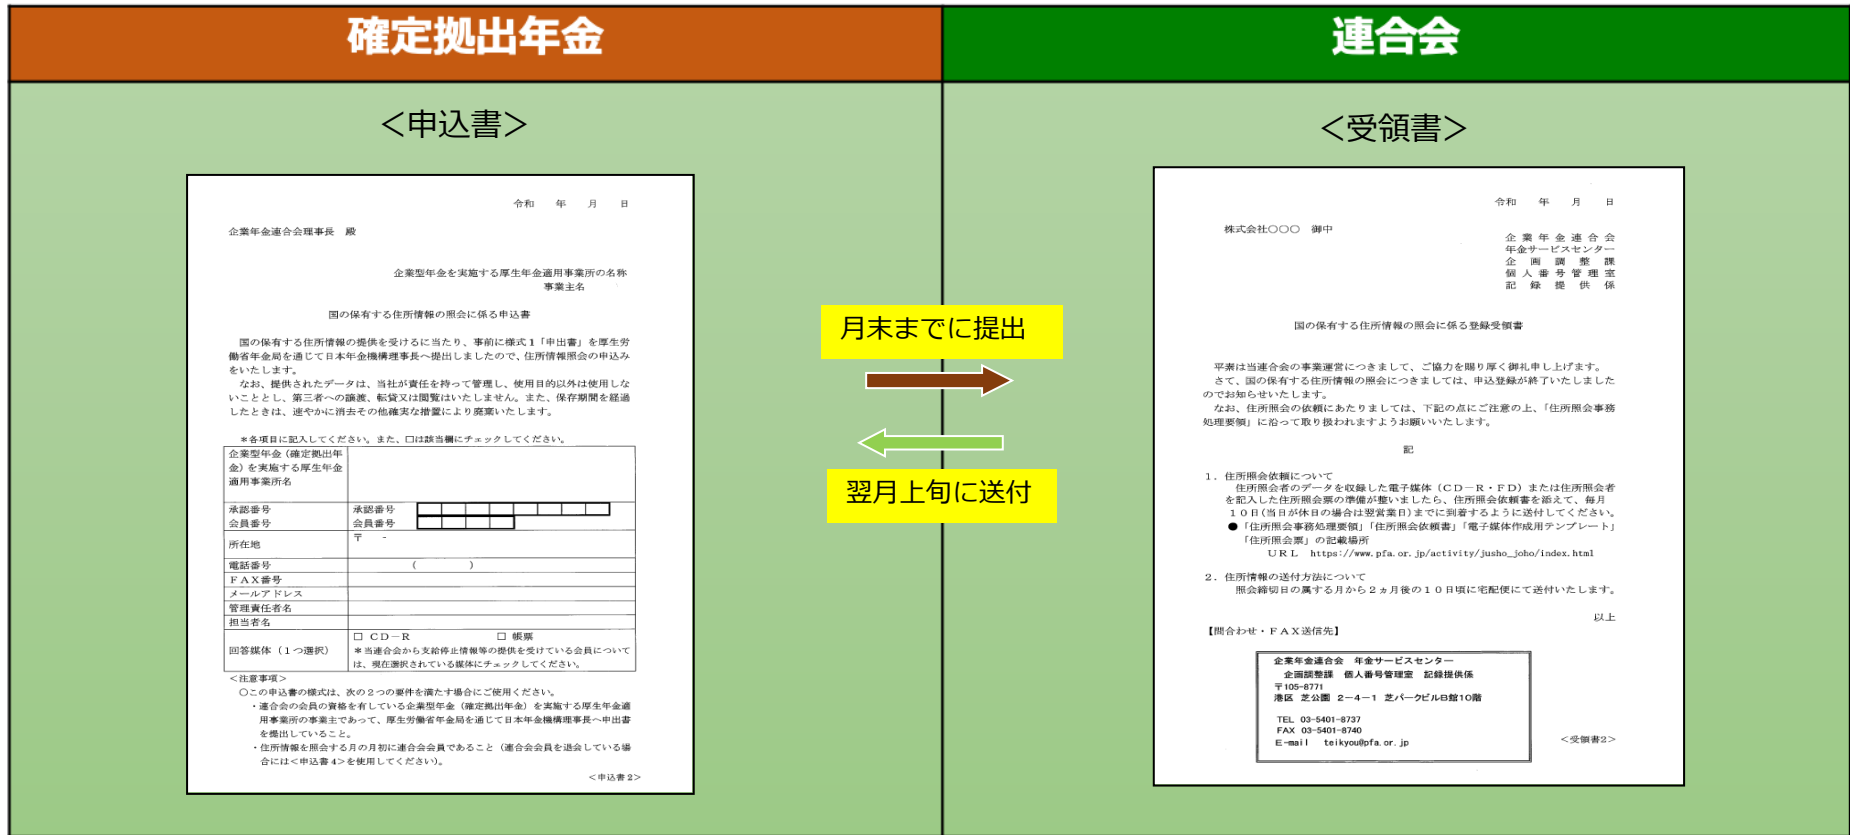 確定拠出年金
連合会
＜申込書＞
令和　年　月　日
企業年金連合会理事長　殿
企業型年金を実施する厚生年金適用事業所の名称
事業主名
国の保有する住所情報の照会に係る申込書
国の保有する住所情報の提供を受けるに当たり、事前に様式１「申出書」を厚生労
働省年金局を通じて日本年金機構理事長へ提出しましたので、住所情報照会の申込み
をいたします。
なお、提供されたデータは、当社が責任を持って管理し、使用目的以外は使用しな
いこととし、第三者への譲渡、転貸又は閲覧はいたしません。また、保存期間を経過
したときは、速やかに消去その他確実な措置により廃棄いたします。
＊各項目に記入してください。また、□は該当欄にチェックしてください。
企業型年金（確定拠出年
金）を実施する厚生年金
適用事業所名
承認番号　承認番号
会員番号　会員番号
所在地　〒　-
電話番号　（　　）
ＦＡＸ番号
メールアドレス
管理責任者名
担当者名
回答媒体（１つ選択）
□ ＣＤ－Ｒ　□ 帳票
＊当連合会から支給停止情報等の提供を受けている会員について
は、現在選択されている媒体にチェックしてください。
＜注意事項＞
○この申込書の様式は、次の２つの要件を満たす場合にご使用ください。
・連合会の会員の資格を有している企業型年金（確定拠出年金）を実施する厚生年金適
用事業所の事業主であって、厚生労働省年金局を通じて日本年金機構理事長へ申出書
を提出していること。
・住所情報を照会する月の月初に連合会会員であること（連合会会員を退会している場
合には＜申込書４＞を使用してください）。
＜申込書２＞
月末までに提出
翌月上旬に送付
＜受領書＞
令和　年　月　日
株式会社○○○　御中
企業年金連合会
年金サービスセンター
企画調整課
個人番号管理室
記録提供係
国の保有する住所情報の照会に係る登録受領書
平素は当連合会の事業運営につきまして、ご協力を賜り厚く御礼申し上げます。
さて、国の保有する住所情報の照会につきましては、申込登録が終了いたしました
のでお知らせいたします。
なお、住所照会の依頼にあたりましては、下記の点にご注意の上、「住所照会事務
処理要領」に沿って取り扱われますようお願いいたします。
記
１．住所照会依頼について
住所照会者のデータを収録した電子媒体（ＣＤ－Ｒ・ＦＤ）または住所照会者
を記入した住所照会票の準備が整いましたら、住所照会依頼書を添えて、毎月
１０日(当日が休日の場合は翌営業日)までに到着するように送付してください。
●「住所照会事務処理要領」「住所照会依頼書」「電子媒体作成用テンプレート」
「住所照会票」の記載場所
ＵＲＬ　https://www.pfa.or.jp/activity/jusho_joho/index.html
２．住所情報の送付方法について
照会締切日の属する月から２ヵ月後の１０日頃に宅配便にて送付いたします。
以上
【問合わせ・ＦＡＸ送信先】
企業年金連合会　年金サービスセンター
企画調整課　個人番号管理室　記録提供係
〒105-8771
港区　芝公園　２－４－１　芝パークビルB館10階
TEL 03-5401-8737
FAX 03-5401-8740
E-mail　teikyou@pfa.or.jp
＜受領書２＞